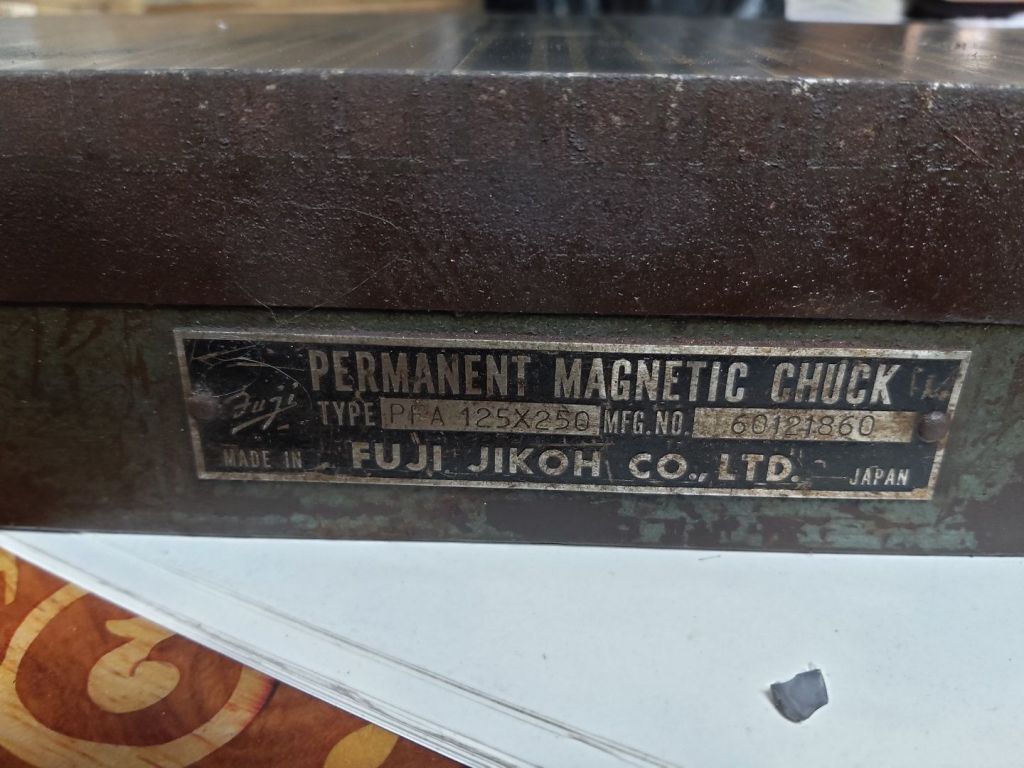 PERMANENT MAGNETIC CHUCK
Fuji
TYPE PFA 125X250 MFG.NO. 60121860
MADE IN FUJI JIKOH CO., LTD. JAPAN